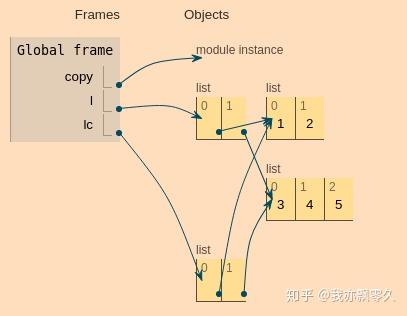 Frames Objects
Global frame
copy
l
lc
module instance
list
0 1
list
0 1
1 2
list
0 1 2
3 4 5
list
0 1
知乎 @我亦飘零久